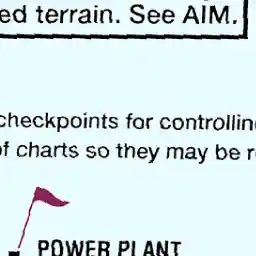 ed terrain. See AIM.
checkpoints for controllin
of charts so they may be r
POWER PLANT